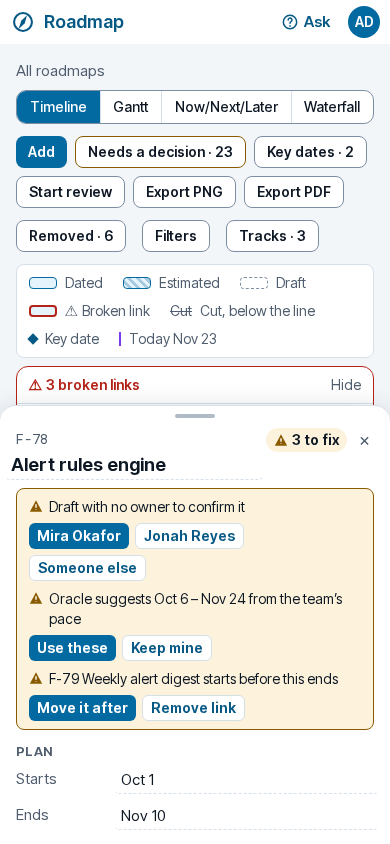 Roadmap
Ask
AD
All roadmaps
Timeline
Gantt
Now/Next/Later
Waterfall
Add
Needs a decision · 23
Key dates · 2
Start review
Export PNG
Export PDF
Removed · 6
Filters
Tracks · 3
Dated
Estimated
Draft
⚠ Broken link
Cut
Cut, below the line
Key date
Today Nov 23
⚠ 3 broken links
Hide
F-78
3 to fix
×
Alert rules engine
Draft with no owner to confirm it
Mira Okafor
Jonah Reyes
Someone else
Oracle suggests Oct 6 – Nov 24 from the team's
pace
Use these
Keep mine
F-79 Weekly alert digest starts before this ends
Move it after
Remove link
PLAN
Starts
Oct 1
Ends
Nov 10